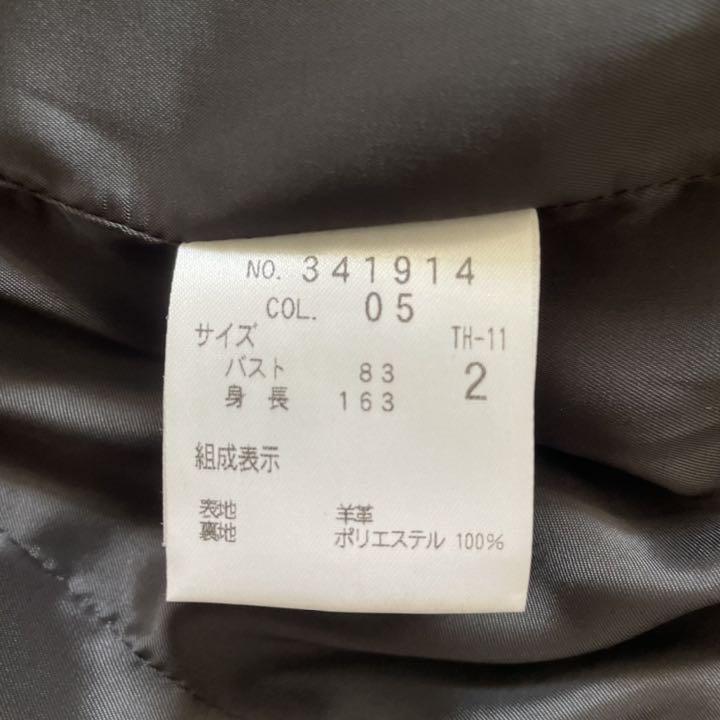 NO. 341914
COL. 05
サイズ TH-11
バスト 83 2
身長 163
組成表示
表地 羊革
裏地 ポリエステル 100%